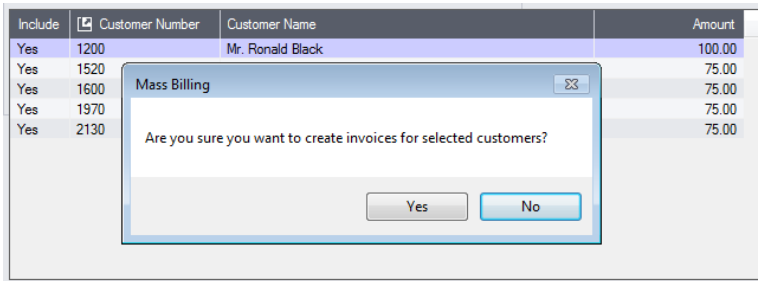 Include Customer Number Customer Name Amount
Yes 1200 Mr. Ronald Black 100.00
Yes 1520 75.00
Yes 1600 75.00
Yes 1970 75.00
Yes 2130 75.00
Mass Billing
Are you sure you want to create invoices for selected customers?
Yes No